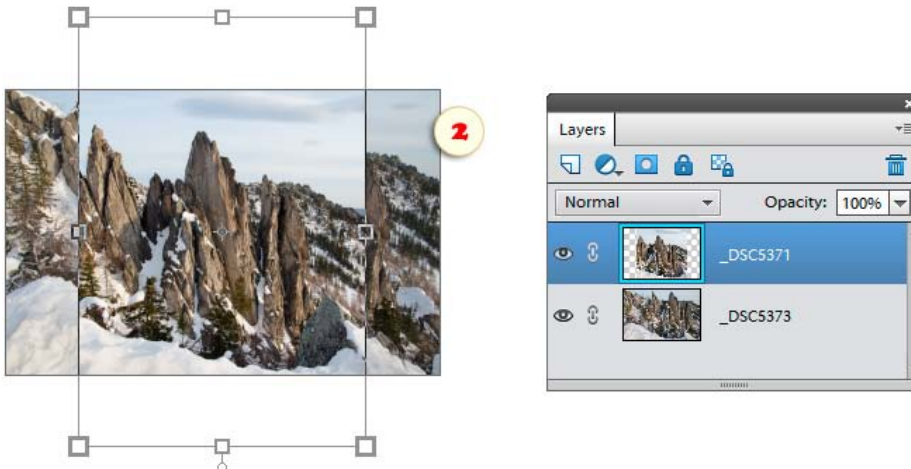 2
Layers
Normal Opacity: 100%
_DSC5371
_DSC5373